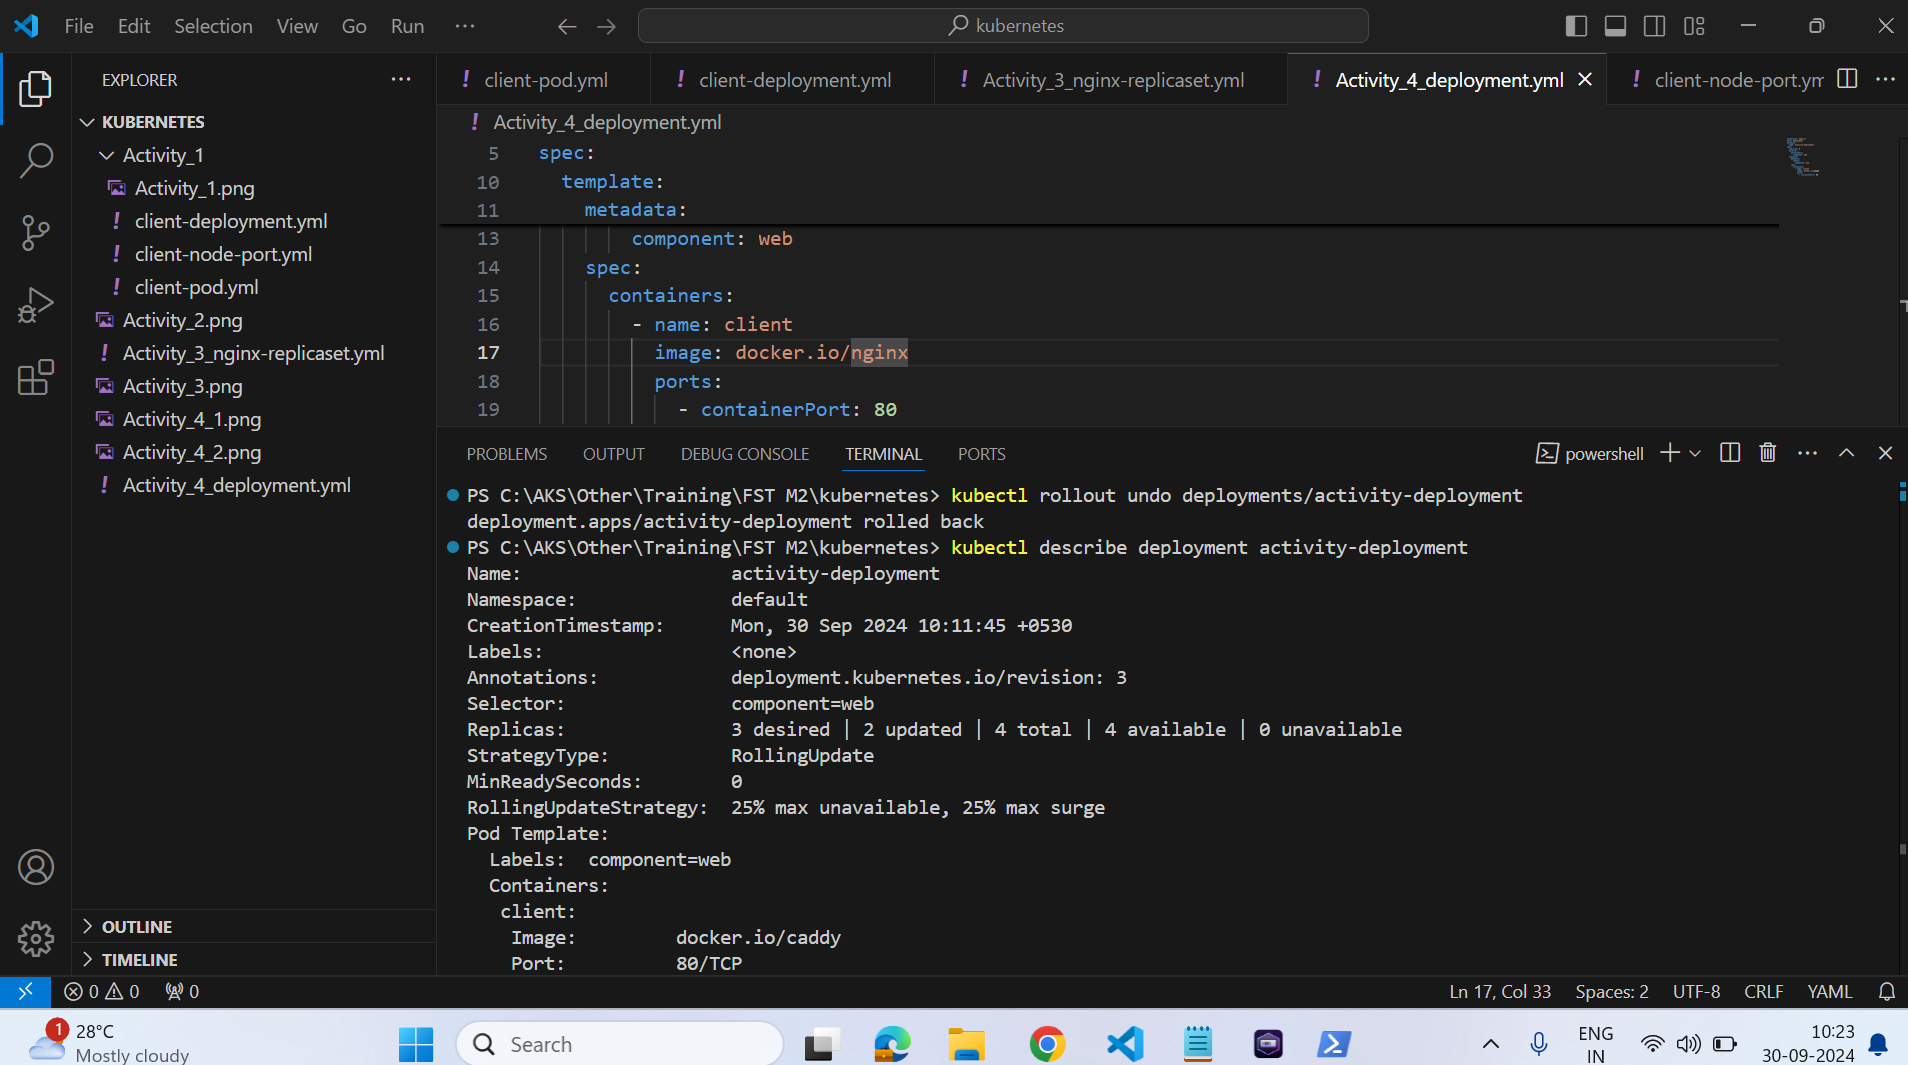 File Edit Selection View Go Run ···
kubernetes
EXPLORER ···
KUBERNETES
Activity_1
Activity_1.png
! client-deployment.yml
! client-node-port.yml
! client-pod.yml
Activity_2.png
! Activity_3_nginx-replicaset.yml
Activity_3.png
Activity_4_1.png
Activity_4_2.png
! Activity_4_deployment.yml
OUTLINE
TIMELINE
! client-pod.yml ! client-deployment.yml ! Activity_3_nginx-replicaset.yml ! Activity_4_deployment.yml ! client-node-port.ym ···
! Activity_4_deployment.yml
5 spec:
10 template:
11 metadata:
13 component: web
14 spec:
15 containers:
16 - name: client
17 image: docker.io/nginx
18 ports:
19 - containerPort: 80
PROBLEMS OUTPUT DEBUG CONSOLE TERMINAL PORTS powershell ···
PS C:\AKS\Other\Training\FST M2\kubernetes> kubectl rollout undo deployments/activity-deployment
deployment.apps/activity-deployment rolled back
PS C:\AKS\Other\Training\FST M2\kubernetes> kubectl describe deployment activity-deployment
Name: activity-deployment
Namespace: default
CreationTimestamp: Mon, 30 Sep 2024 10:11:45 +0530
Labels: <none>
Annotations: deployment.kubernetes.io/revision: 3
Selector: component=web
Replicas: 3 desired | 2 updated | 4 total | 4 available | 0 unavailable
StrategyType: RollingUpdate
MinReadySeconds: 0
RollingUpdateStrategy: 25% max unavailable, 25% max surge
Pod Template:
Labels: component=web
Containers:
client:
Image: docker.io/caddy
Port: 80/TCP
0 0 0 Ln 17, Col 33 Spaces: 2 UTF-8 CRLF YAML
1 28°C
Mostly cloudy
Search
ENG
IN
10:23
30-09-2024